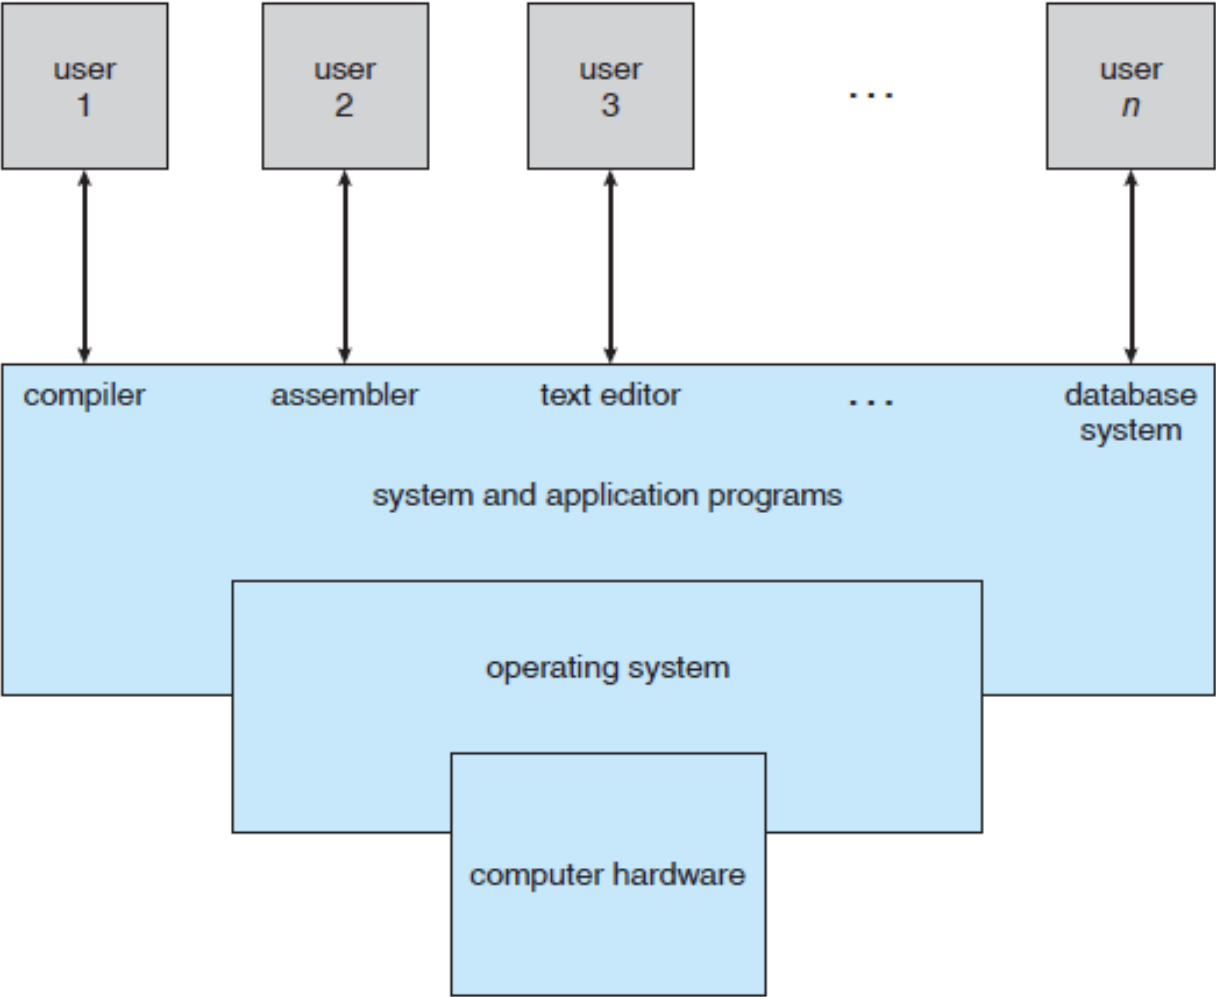 user
1
user
2
user
3
...
user
n
compiler
assembler
text editor
...
database
system
system and application programs
operating system
computer hardware